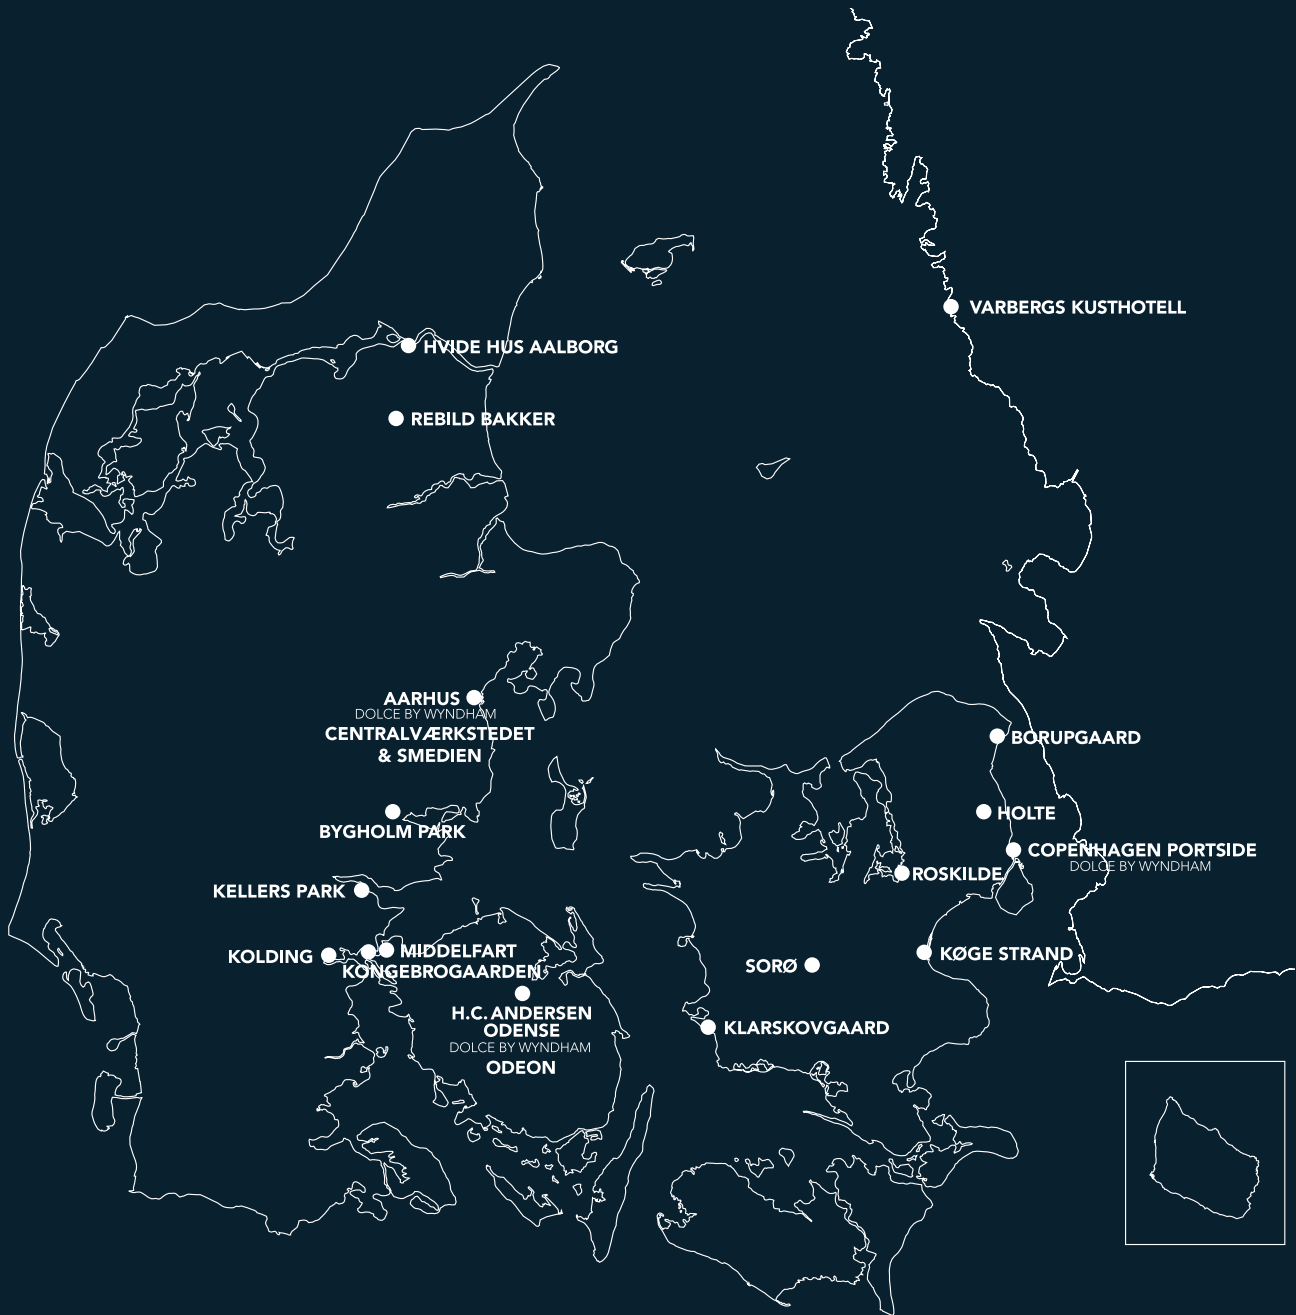 VARBERGS KUSTHOTELL
HVIDE HUS AALBORG
REBILD BAKKER
AARHUS
DOLCE BY WYNDHAM
CENTRALVÆRKSTEDET
& SMEDIEN
BORUPGAARD
BYGHOLM PARK
HOLTE
COPENHAGEN PORTSIDE
DOLCE BY WYNDHAM
ROSKILDE
KELLERS PARK
KOLDING
MIDDELFART
KONGEBROGAARDEN
SORØ
KØGE STRAND
H.C. ANDERSEN
ODENSE
DOLCE BY WYNDHAM
ODEON
KLARSKOVGAARD